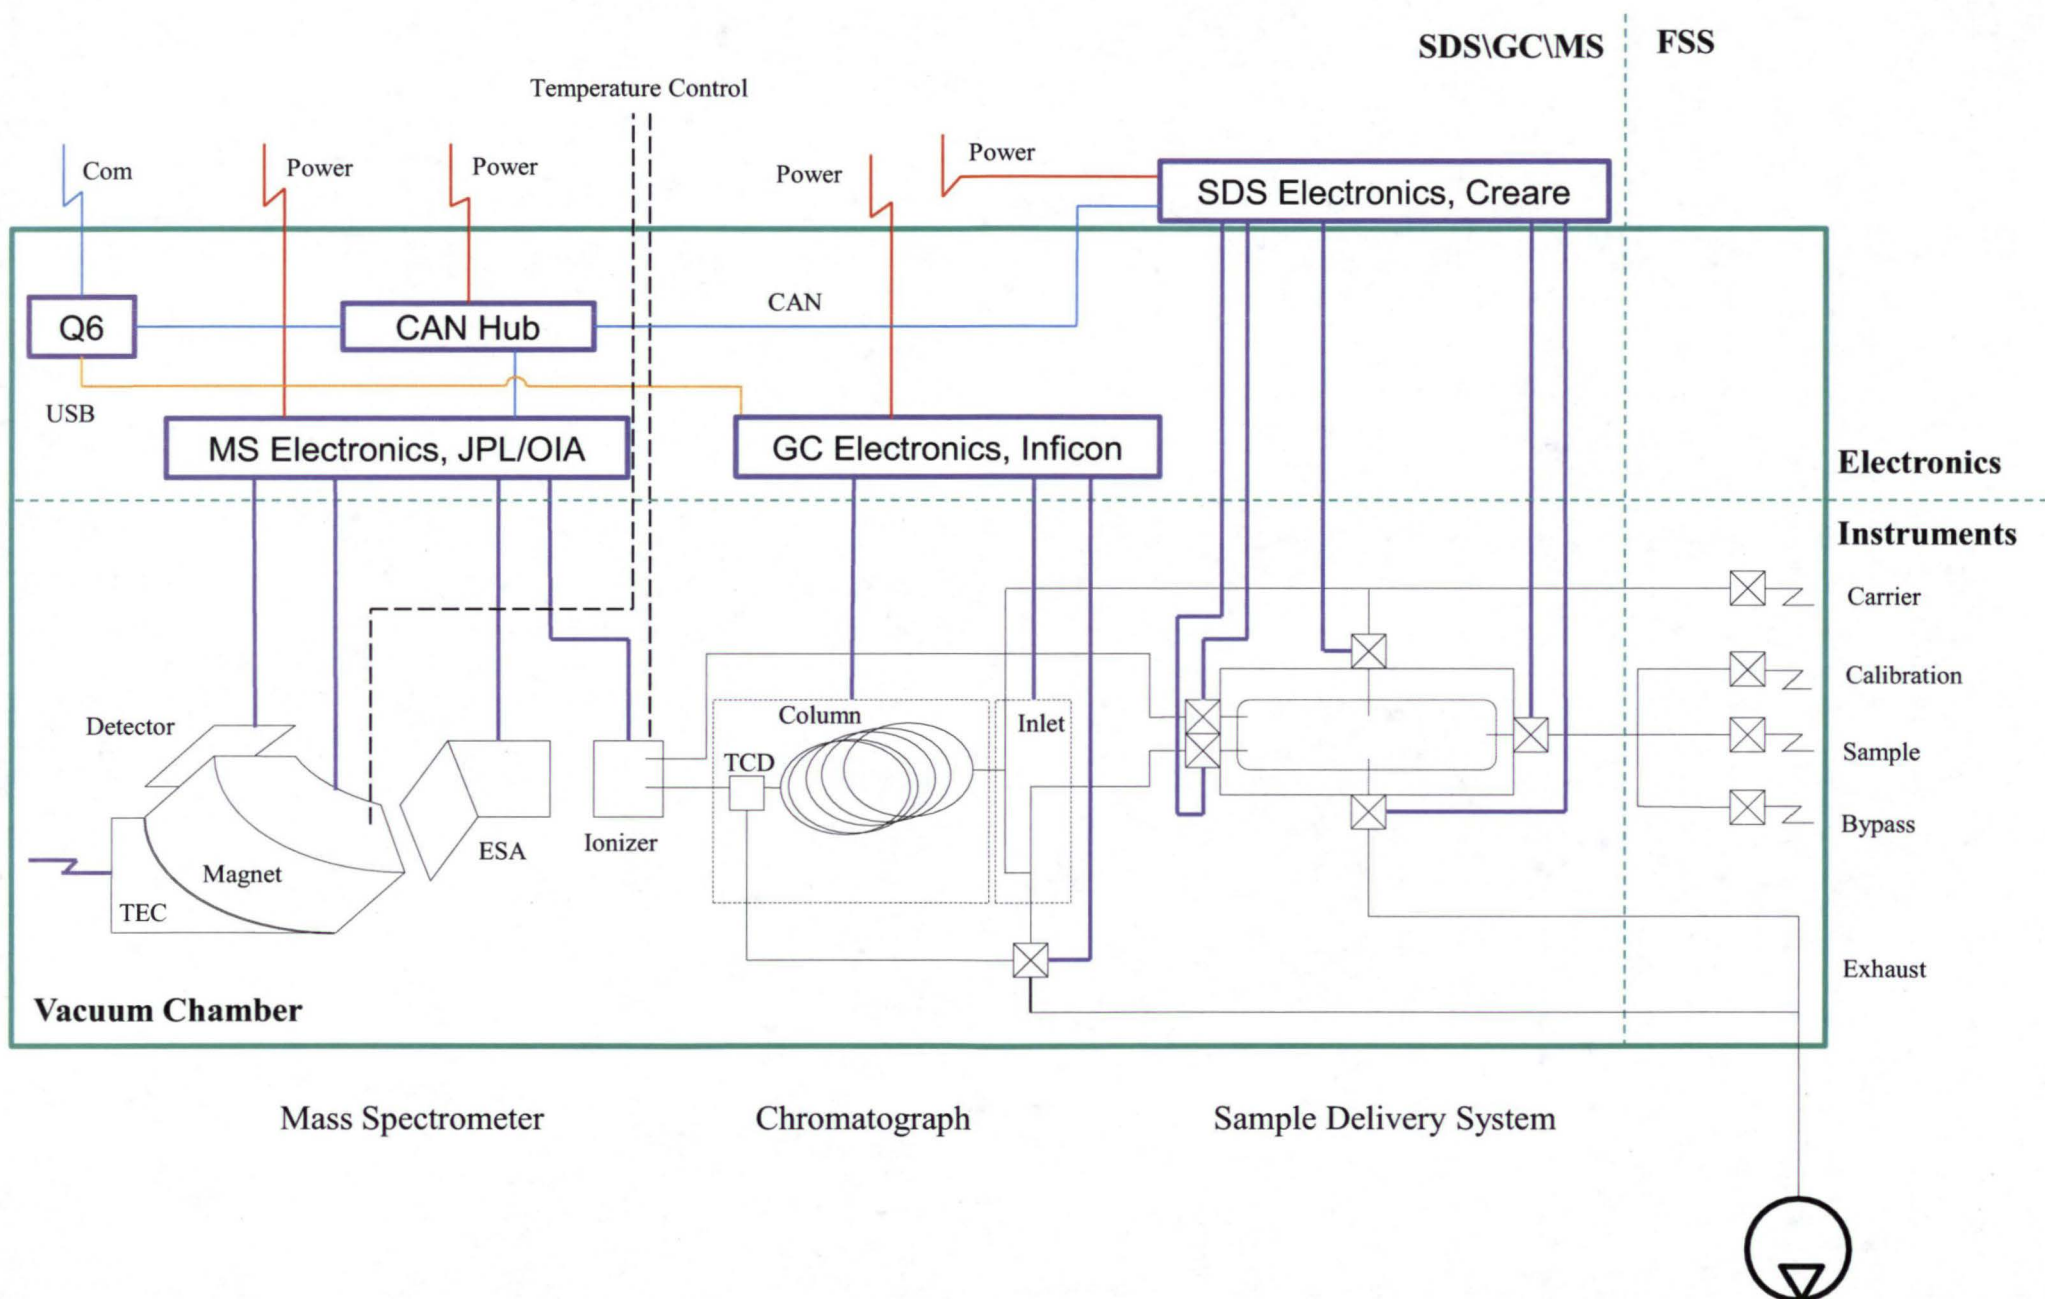 SDS\GC\MS
FSS
Temperature Control
Com
Power
Power
Power
Power
SDS Electronics, Creare
Q6
CAN Hub
CAN
USB
MS Electronics, JPL/OIA
GC Electronics, Inficon
Electronics
Instruments
Carrier
Calibration
Sample
Bypass
Exhaust
Detector
Column
Inlet
TCD
Ionizer
ESA
Magnet
TEC
Vacuum Chamber
Mass Spectrometer
Chromatograph
Sample Delivery System